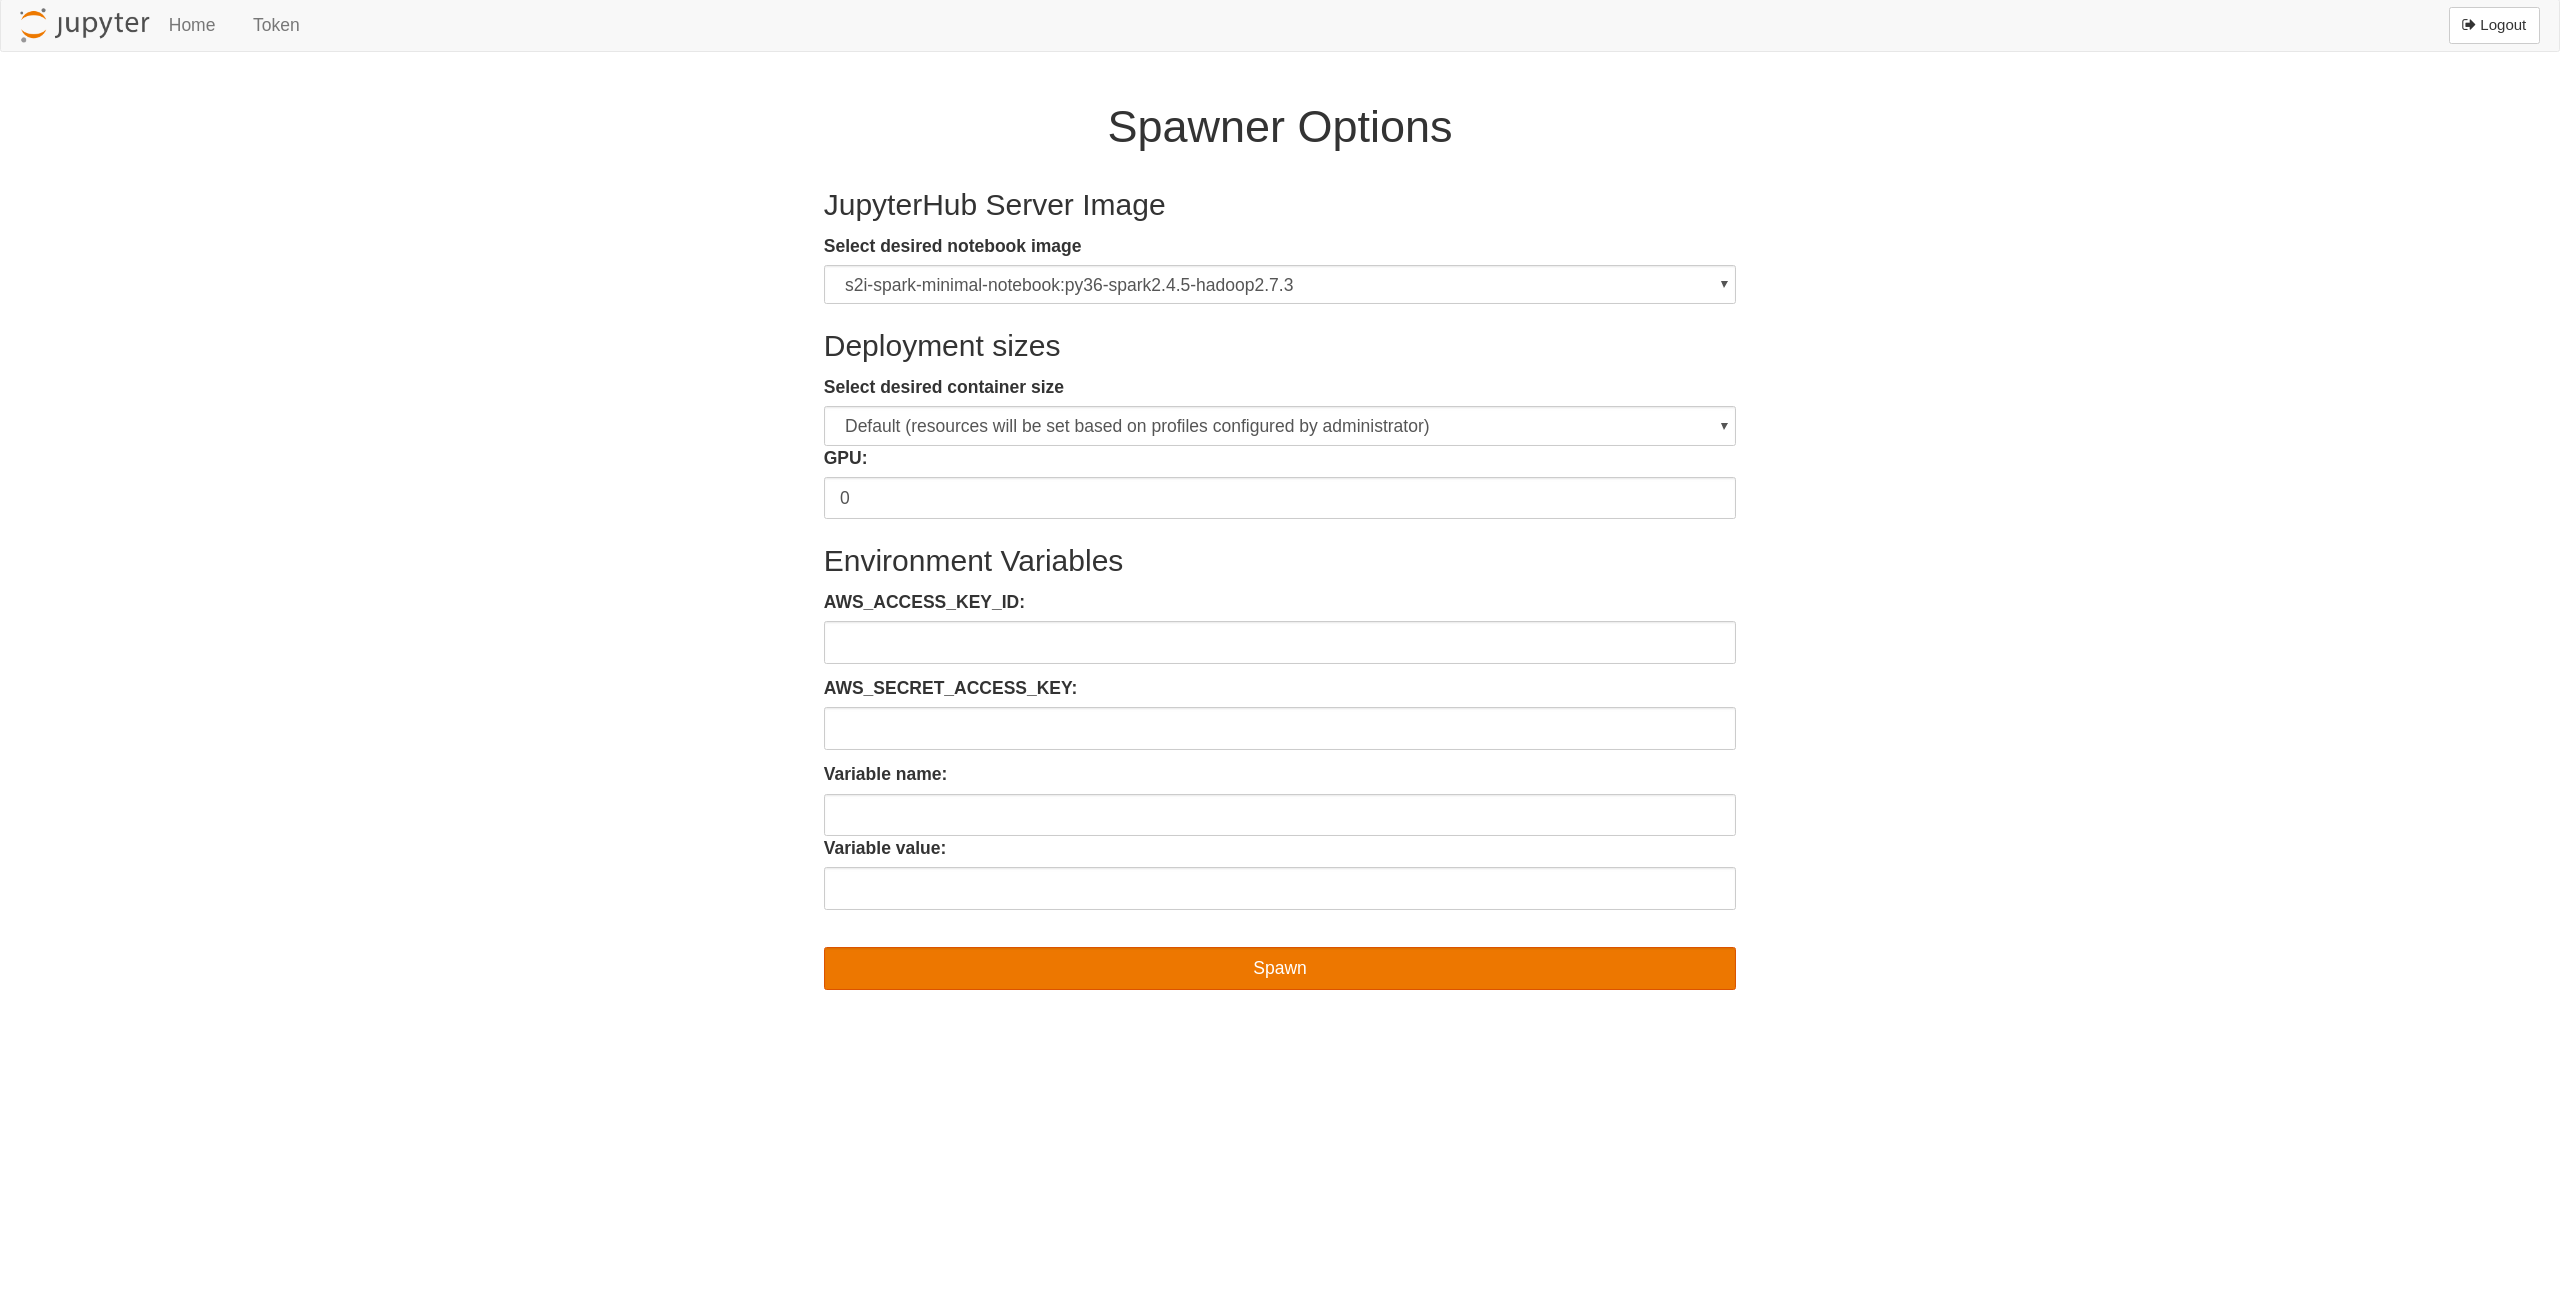 jupyter Home Token Logout
Spawner Options
JupyterHub Server Image
Select desired notebook image
s2i-spark-minimal-notebook:py36-spark2.4.5-hadoop2.7.3
Deployment sizes
Select desired container size
Default (resources will be set based on profiles configured by administrator)
GPU:
0
Environment Variables
AWS_ACCESS_KEY_ID:
AWS_SECRET_ACCESS_KEY:
Variable name:
Variable value:
Spawn